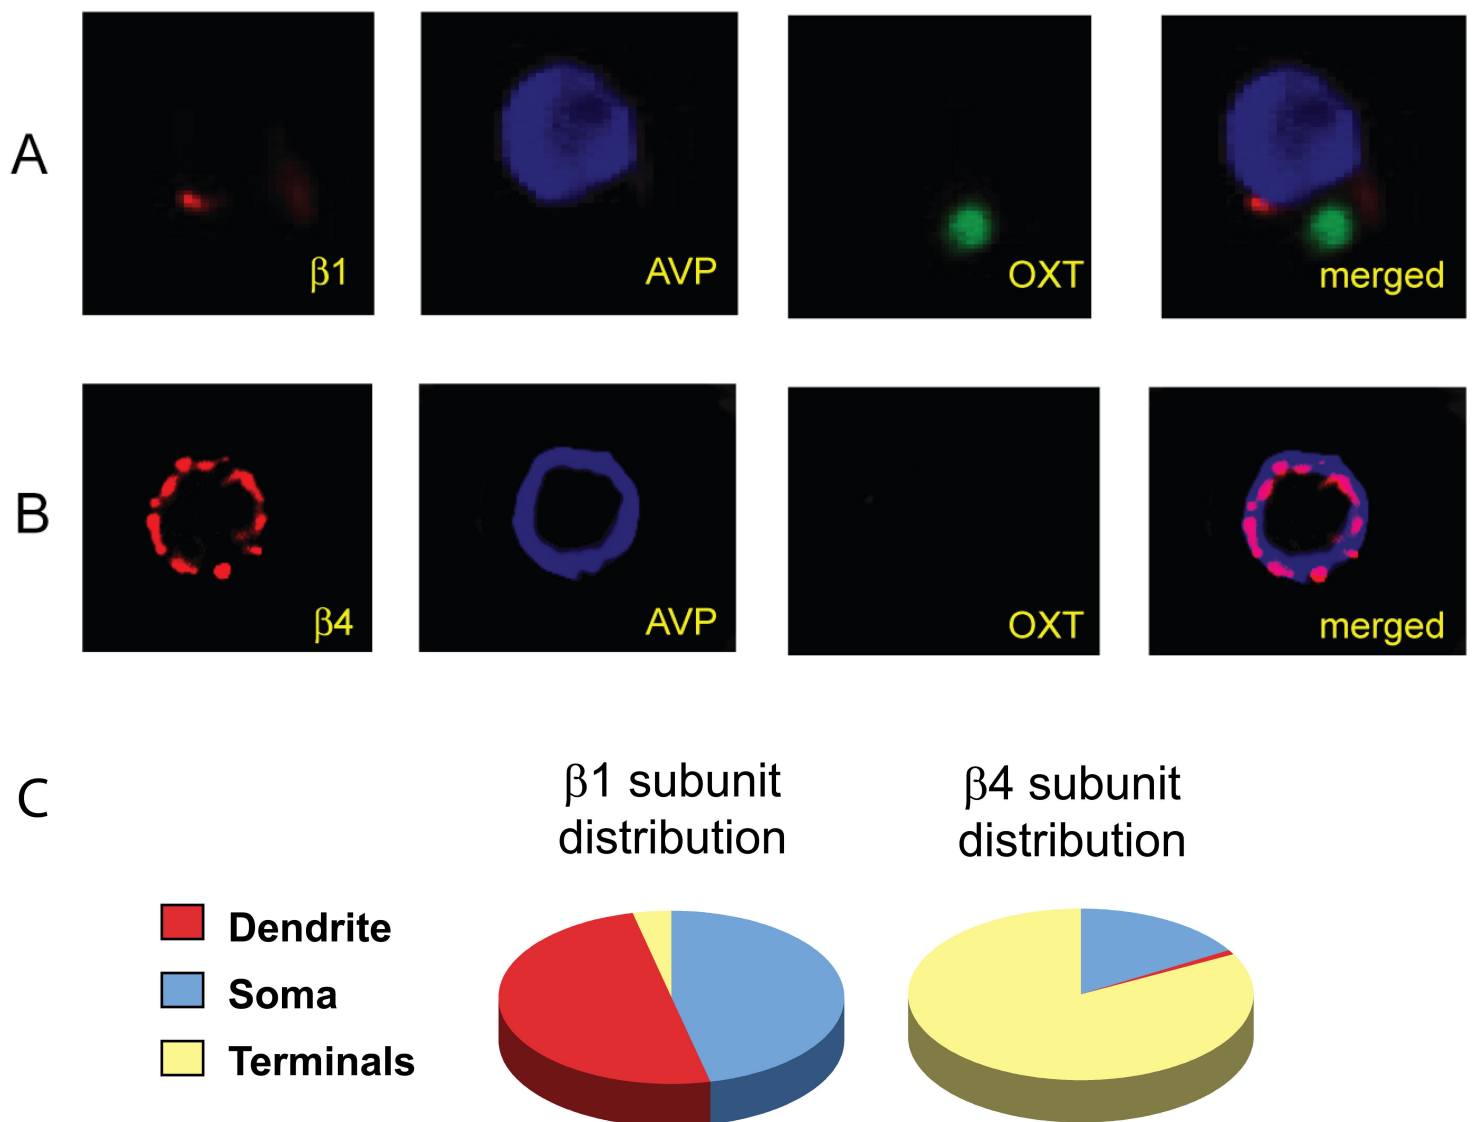 A
β1
AVP
OXT
merged
B
β4
AVP
OXT
merged
C
β1 subunit
distribution
β4 subunit
distribution
Dendrite
Soma
Terminals